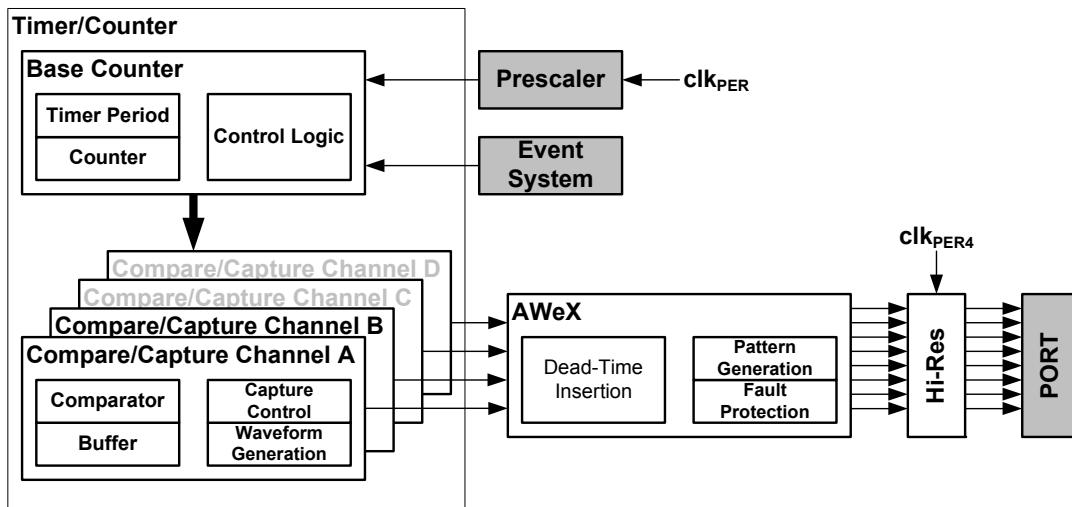 Timer/Counter
Base Counter
Timer Period
Counter
Control Logic
Prescaler
clkPER
Event
System
Compare/Capture Channel D
Compare/Capture Channel C
Compare/Capture Channel B
Compare/Capture Channel A
Comparator
Buffer
Capture
Control
Waveform
Generation
AWeX
Dead-Time
Insertion
Pattern
Generation
Fault
Protection
clkPER4
Hi-Res
PORT